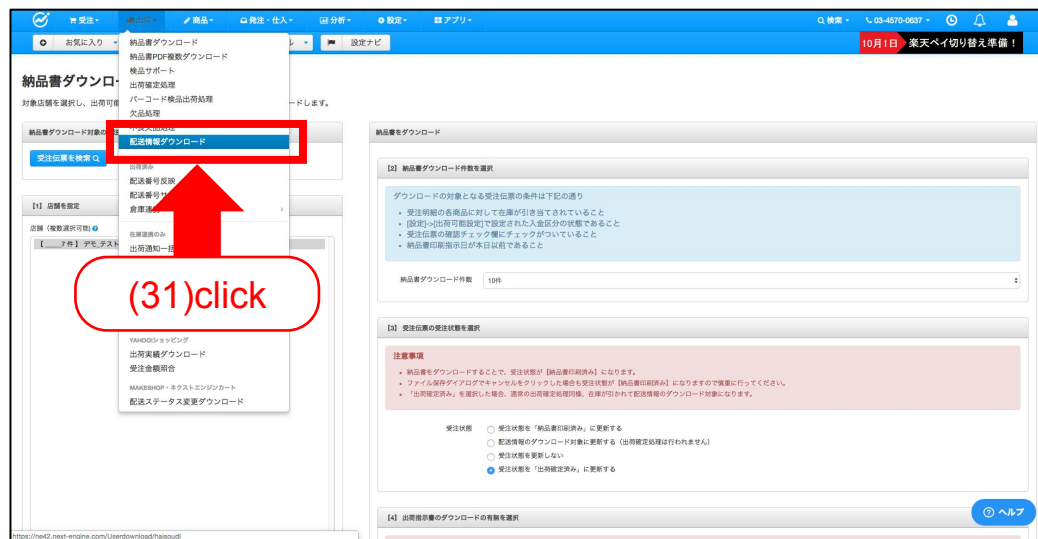 受注 出荷 商品 発注・仕入 分析 設定 アプリ 検索 03-4570-0637
お気に入り 設定ナビ 10月1日 楽天ペイ切り替え準備！
納品書ダウンロ
対象店舗を選択し、出荷可能 ードします。
納品書ダウンロード
納品書PDF複数ダウンロード
検品サポート
出荷確定処理
バーコード検品出荷処理
欠品処理
配送情報ダウンロード
出荷済み
配送番号反映
配送番号サ
倉庫連携
在庫連携のみ
出荷通知一括
YAHOO!ショッピング
出荷実績ダウンロード
受注金額照合
MAKESHOP・ネクストエンジンカート
配送ステータス変更ダウンロード
納品書ダウンロード対象の
受注伝票を検索
[1] 店舗を指定
店舗（複数選択可能）
【____7件】 デモ_テスト
(31)click
納品書をダウンロード
[2] 納品書ダウンロード件数を選択
ダウンロードの対象となる受注伝票の条件は下記の通り
• 受注明細の各商品に対して在庫が引き当てされていること
• [設定]->[出荷可能設定]で設定された入金区分の状態であること
• 受注伝票の確認チェック欄にチェックがついていること
• 納品書印刷指示日が本日以前であること
納品書ダウンロード件数 10件
[3] 受注伝票の受注状態を選択
注意事項
• 納品書をダウンロードすることで、受注状態が【納品書印刷済み】になります。
• ファイル保存ダイアログでキャンセルをクリックした場合も受注状態が【納品書印刷済み】になりますので慎重に行ってください。
• 「出荷確定済み」を選択した場合、通常の出荷確定処理同様、在庫が引かれて配送情報のダウンロード対象になります。
受注状態 受注状態を「納品書印刷済み」に更新する
配送情報のダウンロード対象に更新する（出荷確定処理は行われません）
受注状態を更新しない
受注状態を「出荷確定済み」に更新する
[4] 出荷指示書のダウンロードの有無を選択
ヘルプ
https://ne42.next-engine.com/Userdownload/haisoudl